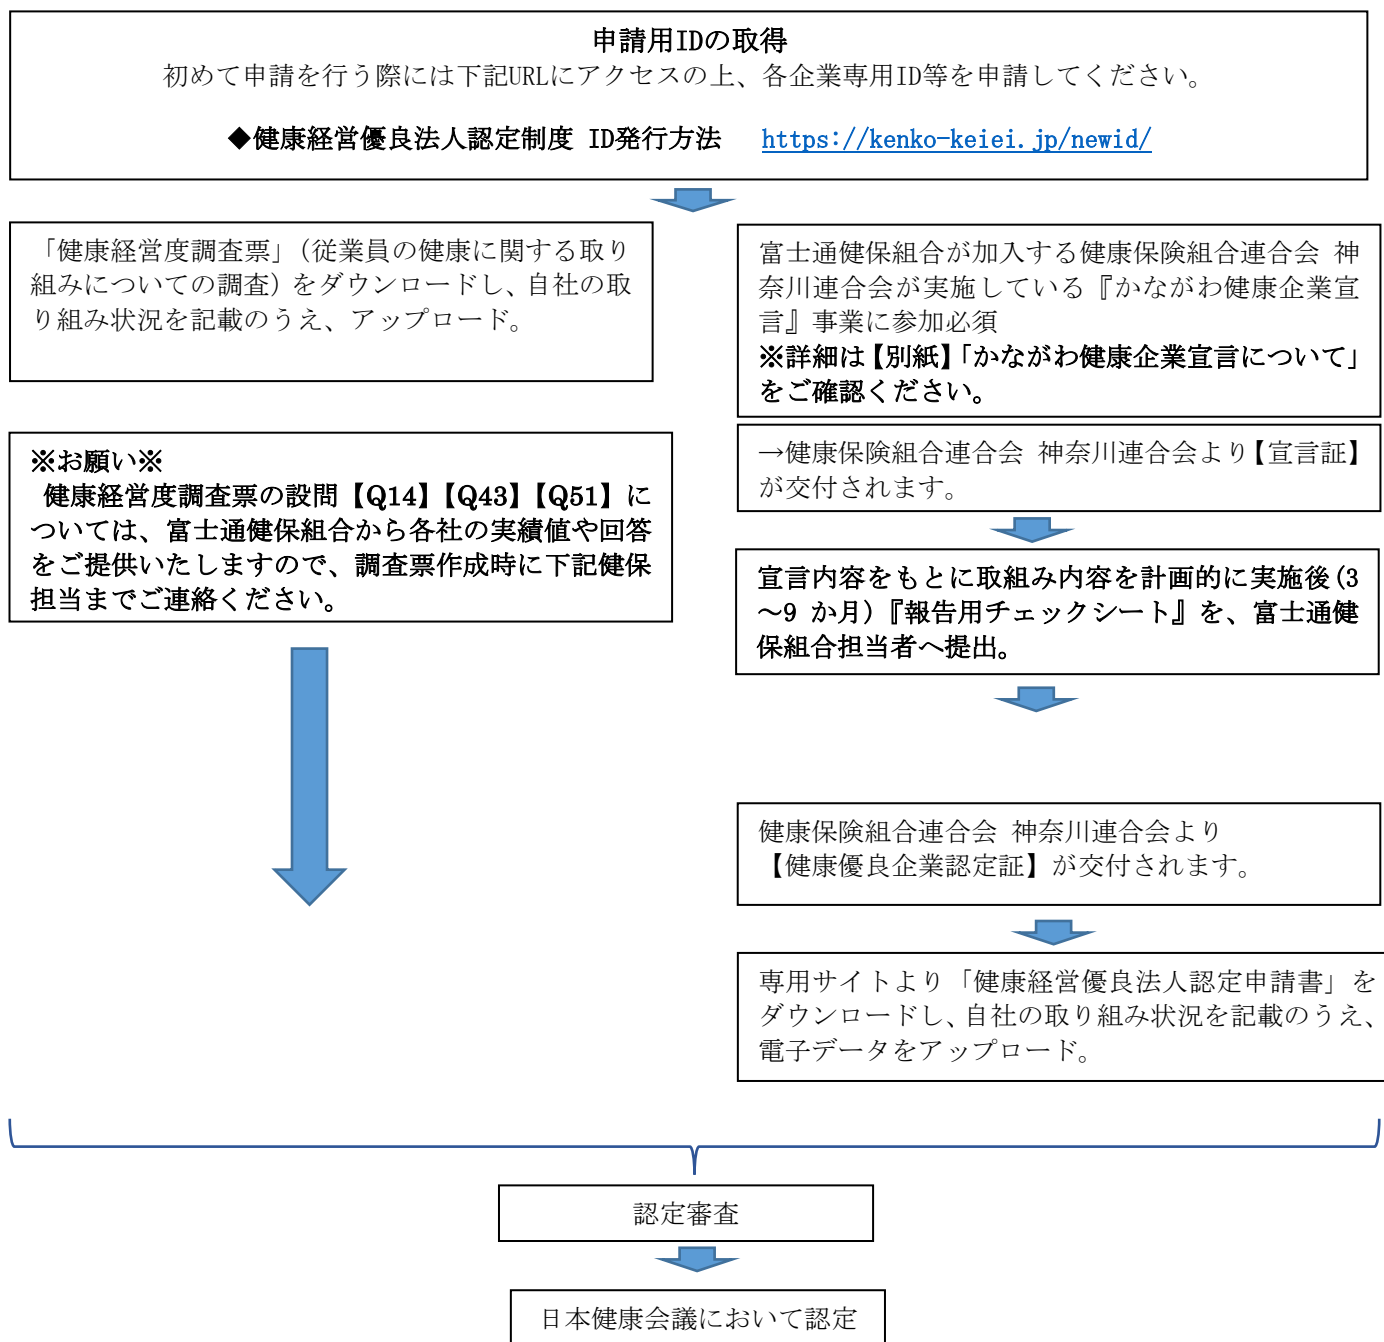 申請用IDの取得
初めて申請を行う際には下記URLにアクセスの上、各企業専用ID等を申請してください。
◆健康経営優良法人認定制度 ID発行方法 https://kenko-keiei.jp/newid/
「健康経営度調査票」（従業員の健康に関する取り
組みについての調査）をダウンロードし、自社の取
り組み状況を記載のうえ、アップロード。
※お願い※
健康経営度調査票の設問【Q14】【Q43】【Q51】に
ついては、富士通健保組合から各社の実績値や回答
をご提供いたしますので、調査票作成時に下記健保
担当までご連絡ください。
富士通健保組合が加入する健康保険組合連合会 神
奈川連合会が実施している『かながわ健康企業宣
言』事業に参加必須
※詳細は【別紙】「かながわ健康企業宣言について」
をご確認ください。
→健康保険組合連合会 神奈川連合会より【宣言証】
が交付されます。
宣言内容をもとに取組み内容を計画的に実施後（3
～9 か月）『報告用チェックシート』を、富士通健
保組合担当者へ提出。
健康保険組合連合会 神奈川連合会より
【健康優良企業認定証】が交付されます。
専用サイトより「健康経営優良法人認定申請書」を
ダウンロードし、自社の取り組み状況を記載のうえ、
電子データをアップロード。
認定審査
日本健康会議において認定